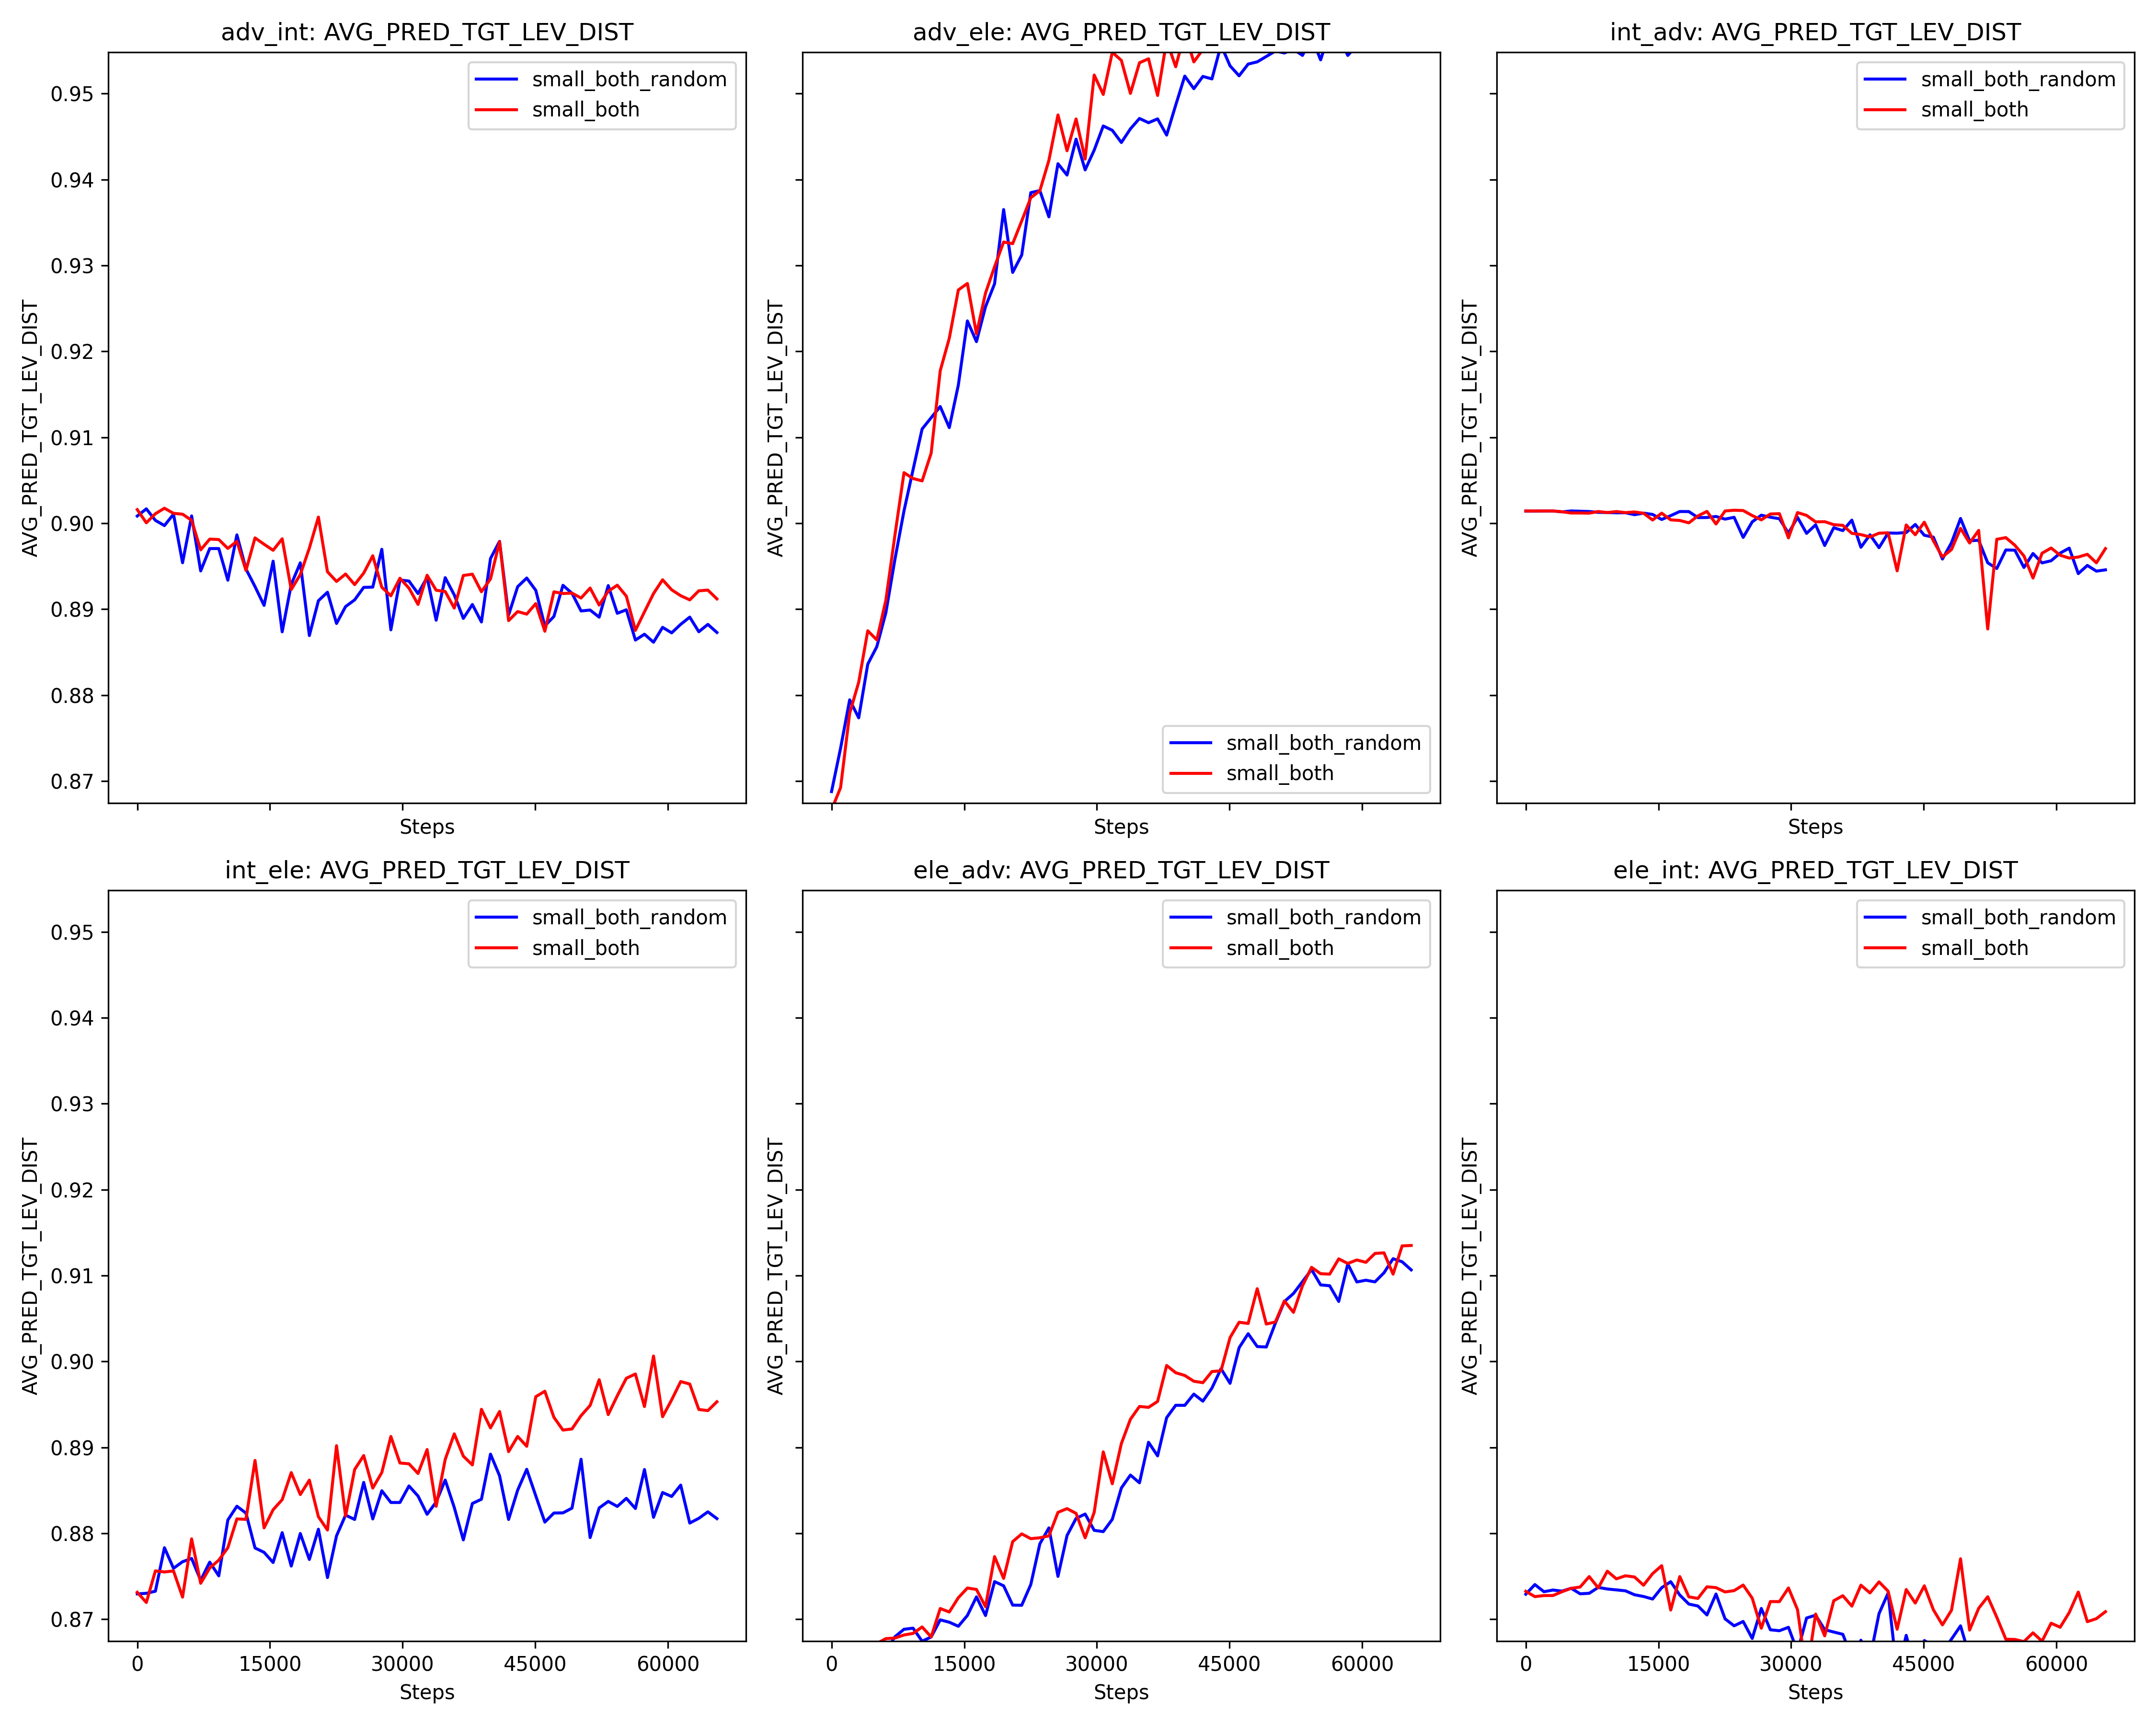 adv_int: AVG_PRED_TGT_LEV_DIST
AVG_PRED_TGT_LEV_DIST
0.95
0.94
0.93
0.92
0.91
0.90
0.89
0.88
0.87
small_both_random
small_both
Steps
adv_ele: AVG_PRED_TGT_LEV_DIST
AVG_PRED_TGT_LEV_DIST
small_both_random
small_both
Steps
int_adv: AVG_PRED_TGT_LEV_DIST
AVG_PRED_TGT_LEV_DIST
small_both_random
small_both
Steps
int_ele: AVG_PRED_TGT_LEV_DIST
AVG_PRED_TGT_LEV_DIST
0.95
0.94
0.93
0.92
0.91
0.90
0.89
0.88
0.87
small_both_random
small_both
0 15000 30000 45000 60000
Steps
ele_adv: AVG_PRED_TGT_LEV_DIST
AVG_PRED_TGT_LEV_DIST
small_both_random
small_both
0 15000 30000 45000 60000
Steps
ele_int: AVG_PRED_TGT_LEV_DIST
AVG_PRED_TGT_LEV_DIST
small_both_random
small_both
0 15000 30000 45000 60000
Steps